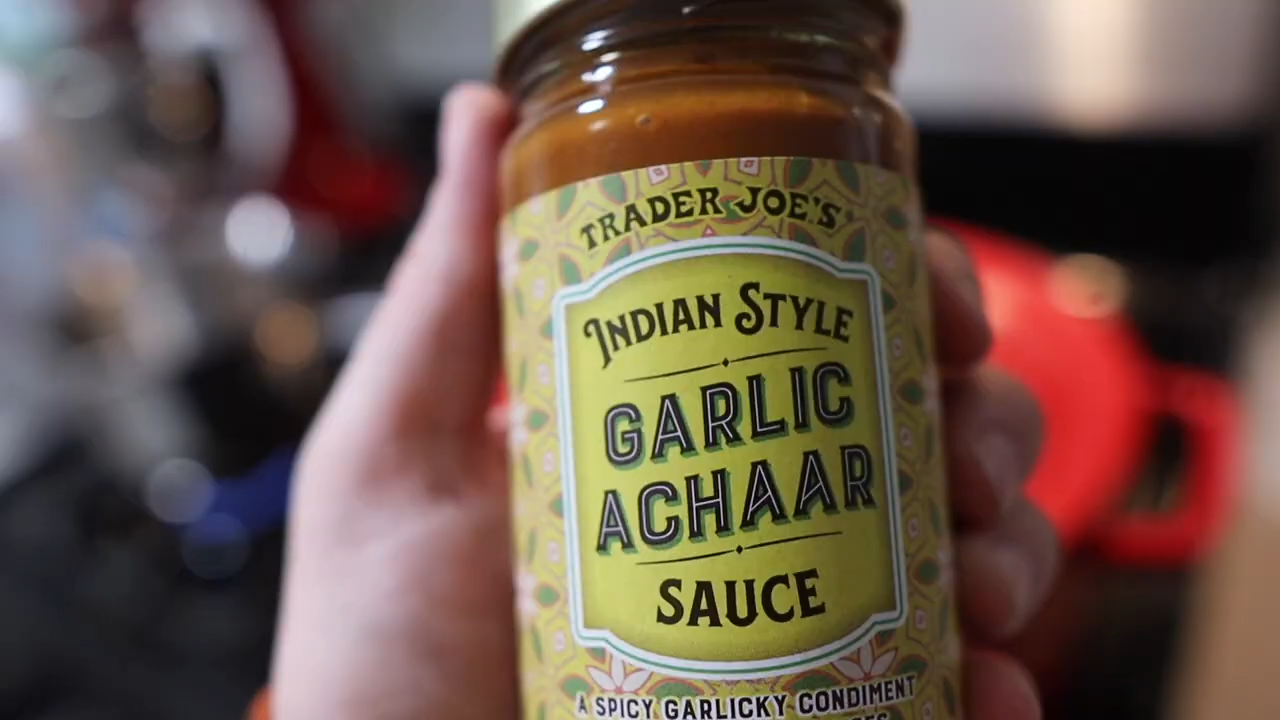 TRADER JOE'S
INDIAN STYLE
GARLIC
ACHAAR
SAUCE
A SPICY GARLICKY CONDIMENT